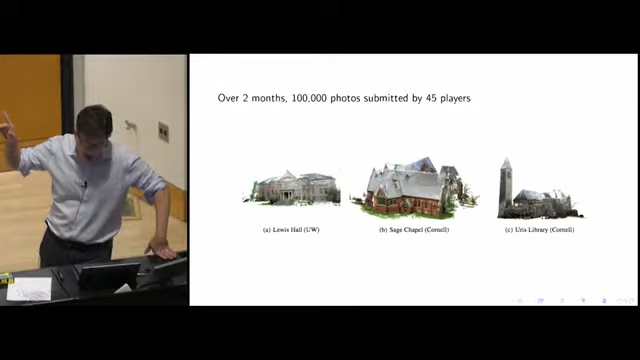 Over 2 months, 100,000 photos submitted by 45 players
(a) Lewis Hall (UW)
(b) Sage Chapel (Cornell)
(c) Uris Library (Cornell)